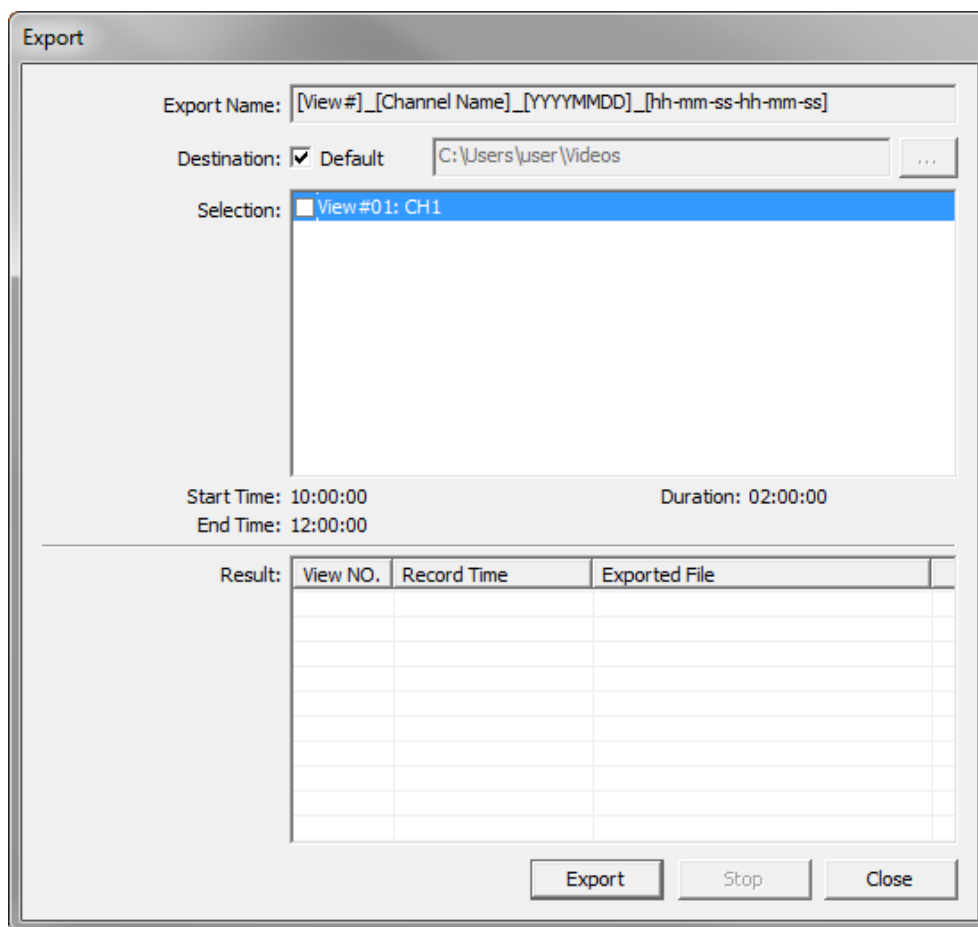 Export
Export Name: [View#]_[Channel Name]_[YYYYMMDD]_[hh-mm-ss-hh-mm-ss]
Destination: Default C:\Users\user\Videos ...
Selection: View#01: CH1
Start Time: 10:00:00 Duration: 02:00:00
End Time: 12:00:00
Result: View NO. Record Time Exported File
Export Stop Close